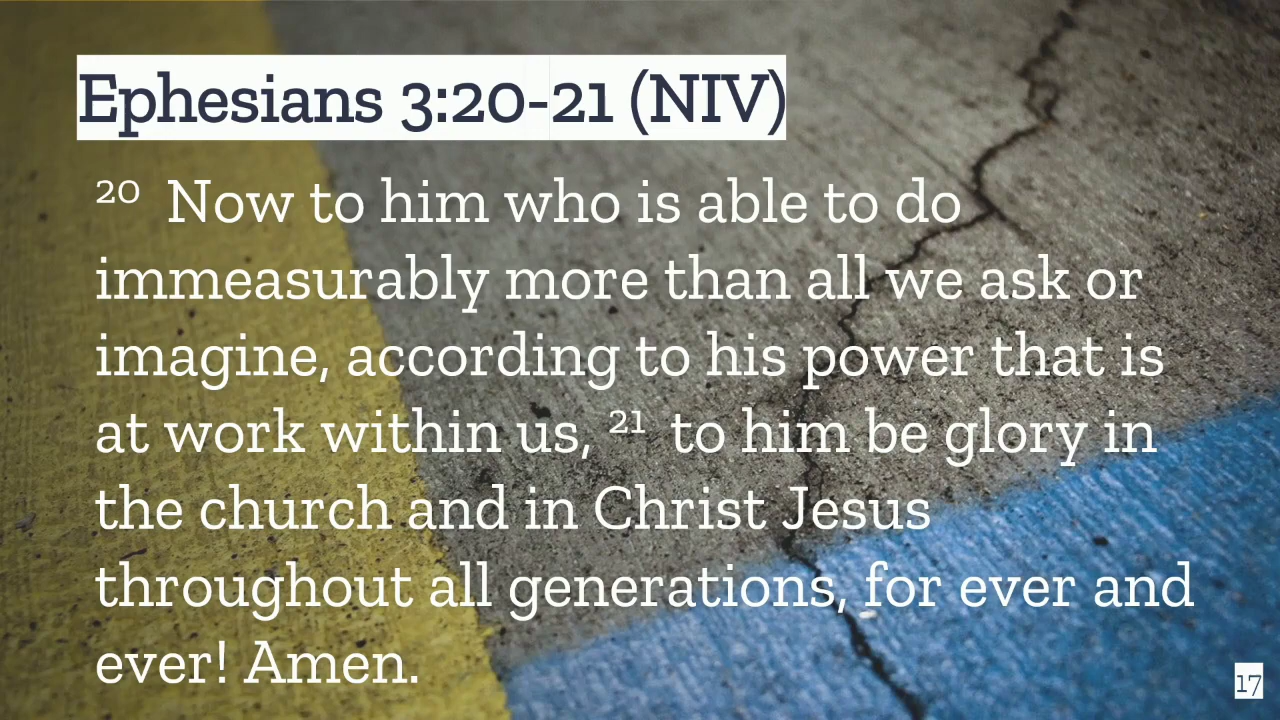 Ephesians 3:20-21 (NIV)
20 Now to him who is able to do
immeasurably more than all we ask or
imagine, according to his power that is
at work within us, 21 to him be glory in
the church and in Christ Jesus
throughout all generations, for ever and
ever! Amen.
17